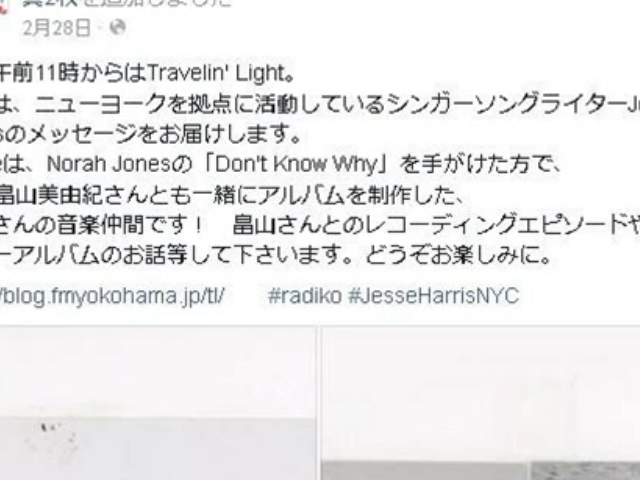 真2枚を追加しました
2月28日
午前11時からはTravelin' Light。
は、ニューヨークを拠点に活動しているシンガーソングライターJ
sのメッセージをお届けします。
eは、Norah Jonesの「Don't Know Why」を手がけた方で、
畠山美由紀さんとも一緒にアルバムを制作した、
さんの音楽仲間です！ 畠山さんとのレコーディングエピソードや
ーアルバムのお話等して下さいます。どうぞお楽しみに。
/blog.fmyokohama.jp/tl/ #radiko #JesseHarrisNYC